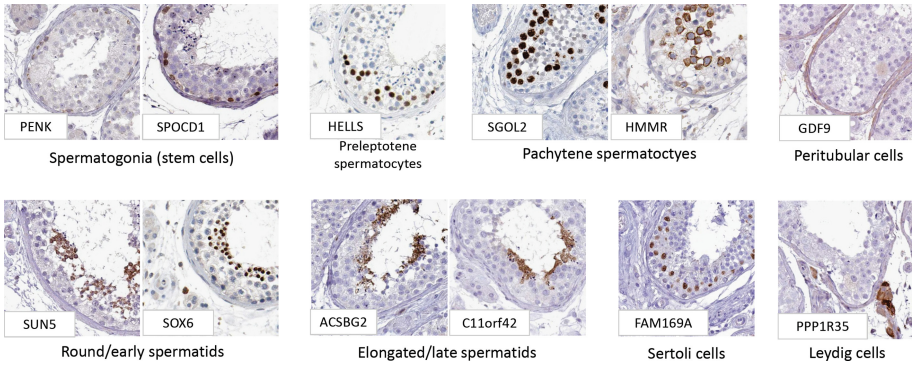 PENK
SPOCD1
Spermatogonia (stem cells)
HELLS
Preleptotene
spermatocytes
SGOL2
HMMR
Pachytene spermatoctyes
GDF9
Peritubular cells
SUN5
SOX6
Round/early spermatids
ACSBG2
C11orf42
Elongated/late spermatids
FAM169A
Sertoli cells
PPP1R35
Leydig cells